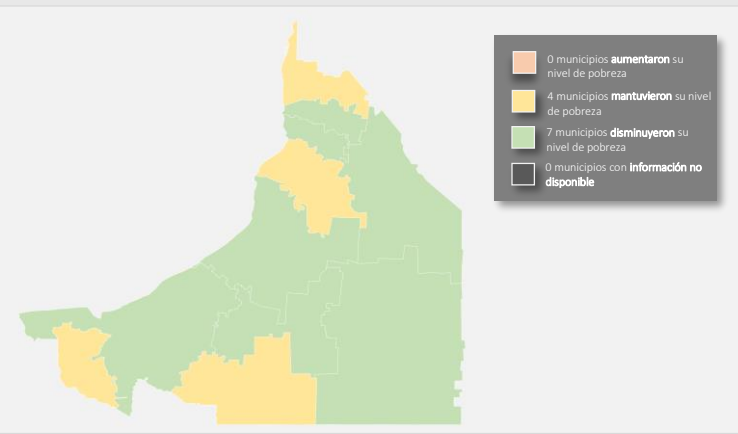 0 municipios aumentaron su
nivel de pobreza
4 municipios mantuvieron su nivel
de pobreza
7 municipios disminuyeron su
nivel de pobreza
0 municipios con información no
disponible